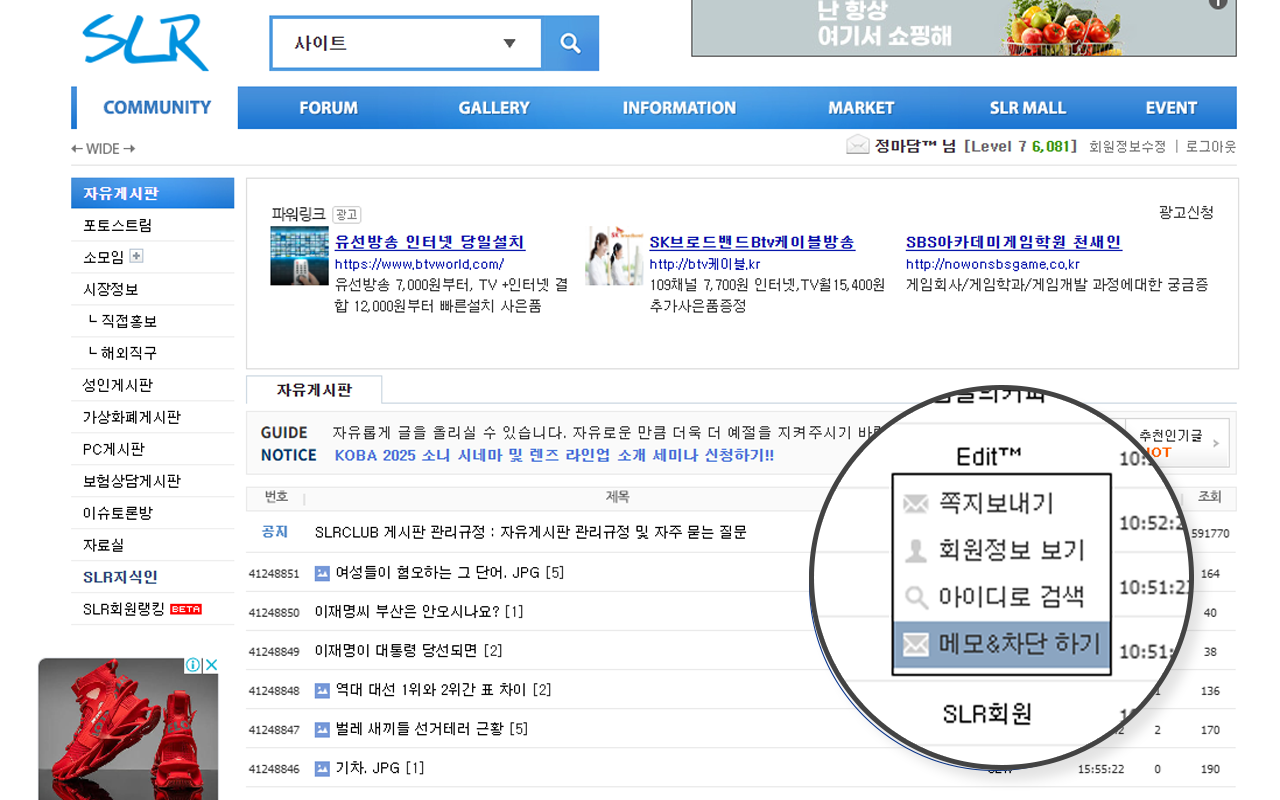 난 항상
여기서 쇼핑해
SLR
사이트
COMMUNITY FORUM GALLERY INFORMATION MARKET SLR MALL EVENT
← WIDE →
정마담™ 님 [Level 7 6,081] 회원정보수정 | 로그아웃
자유게시판
포토스트림
소모임
시장정보
┗ 직접홍보
┗ 해외직구
성인게시판
가상화폐게시판
PC게시판
보험상담게시판
이슈토론방
자료실
SLR지식인
SLR회원랭킹 BETA
파워링크 광고
광고신청
유선방송 인터넷 당일설치
https://www.btvworld.com/
유선방송 7,000원부터, TV +인터넷 결
합 12,000원부터 빠른설치 사은품
SK브로드밴드Btv케이블방송
http://btv케이블.kr
109채널 7,700원 인터넷,TV월15,400원
추가사은품증정
SBS아카데미게임학원 천새인
http://nowonsbsgame.co.kr
게임회사/게임학과/게임개발 과정에대한 궁금증
자유게시판
GUIDE 자유롭게 글을 올리실 수 있습니다. 자유로운 만큼 더욱 더 예절을 지켜주시기
NOTICE KOBA 2025 소니 시네마 및 렌즈 라인업 소개 세미나 신청하기!!
추천인기글
번호 제목 조회
공지 SLRCLUB 게시판 관리규정 : 자유게시판 관리규정 및 자주 묻는 질문 591770
41248851 여성들이 혐오하는 그 단어. JPG [5] 164
41248850 이재명씨 부산은 안오시나요? [1] 40
41248849 이재명이 대통령 당선되면 [2] 38
41248848 역대 대선 1위와 2위간 표 차이 [2] 136
41248847 벌레 새끼들 선거테러 근황 [5] 2 170
41248846 기차. JPG [1] 15:55:22 0 190
Edit™
쪽지보내기
회원정보 보기
아이디로 검색
메모&차단 하기
SLR회원